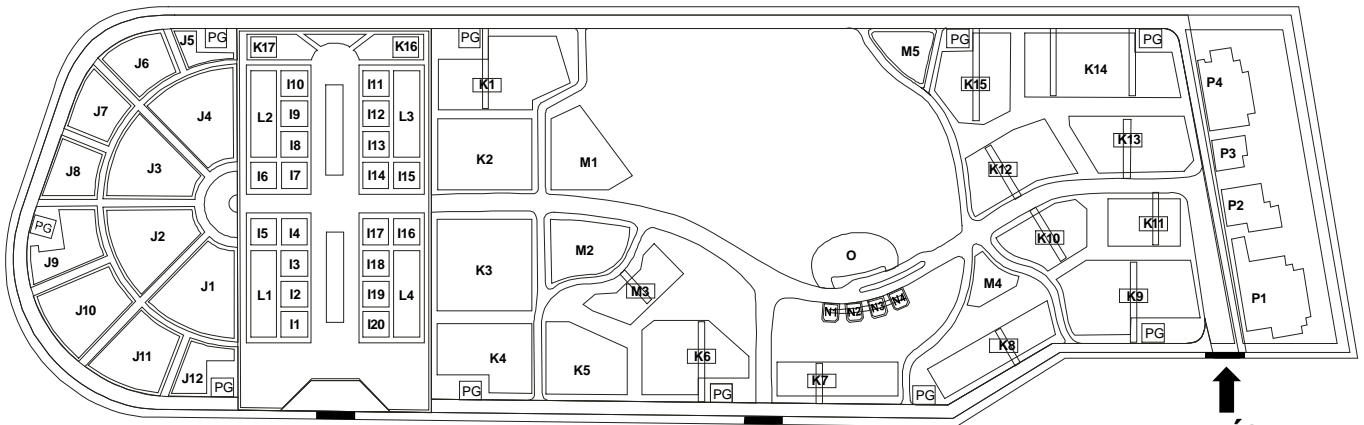 J5 PG K17 K16 PG M5 PG PG
J6 K14
I10 I11 K1 K15 P4
J7 J4 L2 I9 I12 L3
I8 I13 K13
J8 J3 I6 I7 I14 I15 K2 M1 K12 P3
PG J2 I5 I4 I17 I16 K10 K11 P2
J9 I3 I18 K3 M2 O
J1 L1 I2 I19 L4 M3 M4 K9 P1
J10 I1 I20 N1 N2 N3 N4
J11 K4 K5 K6 K8 PG
J12 PG PG PG K7 PG